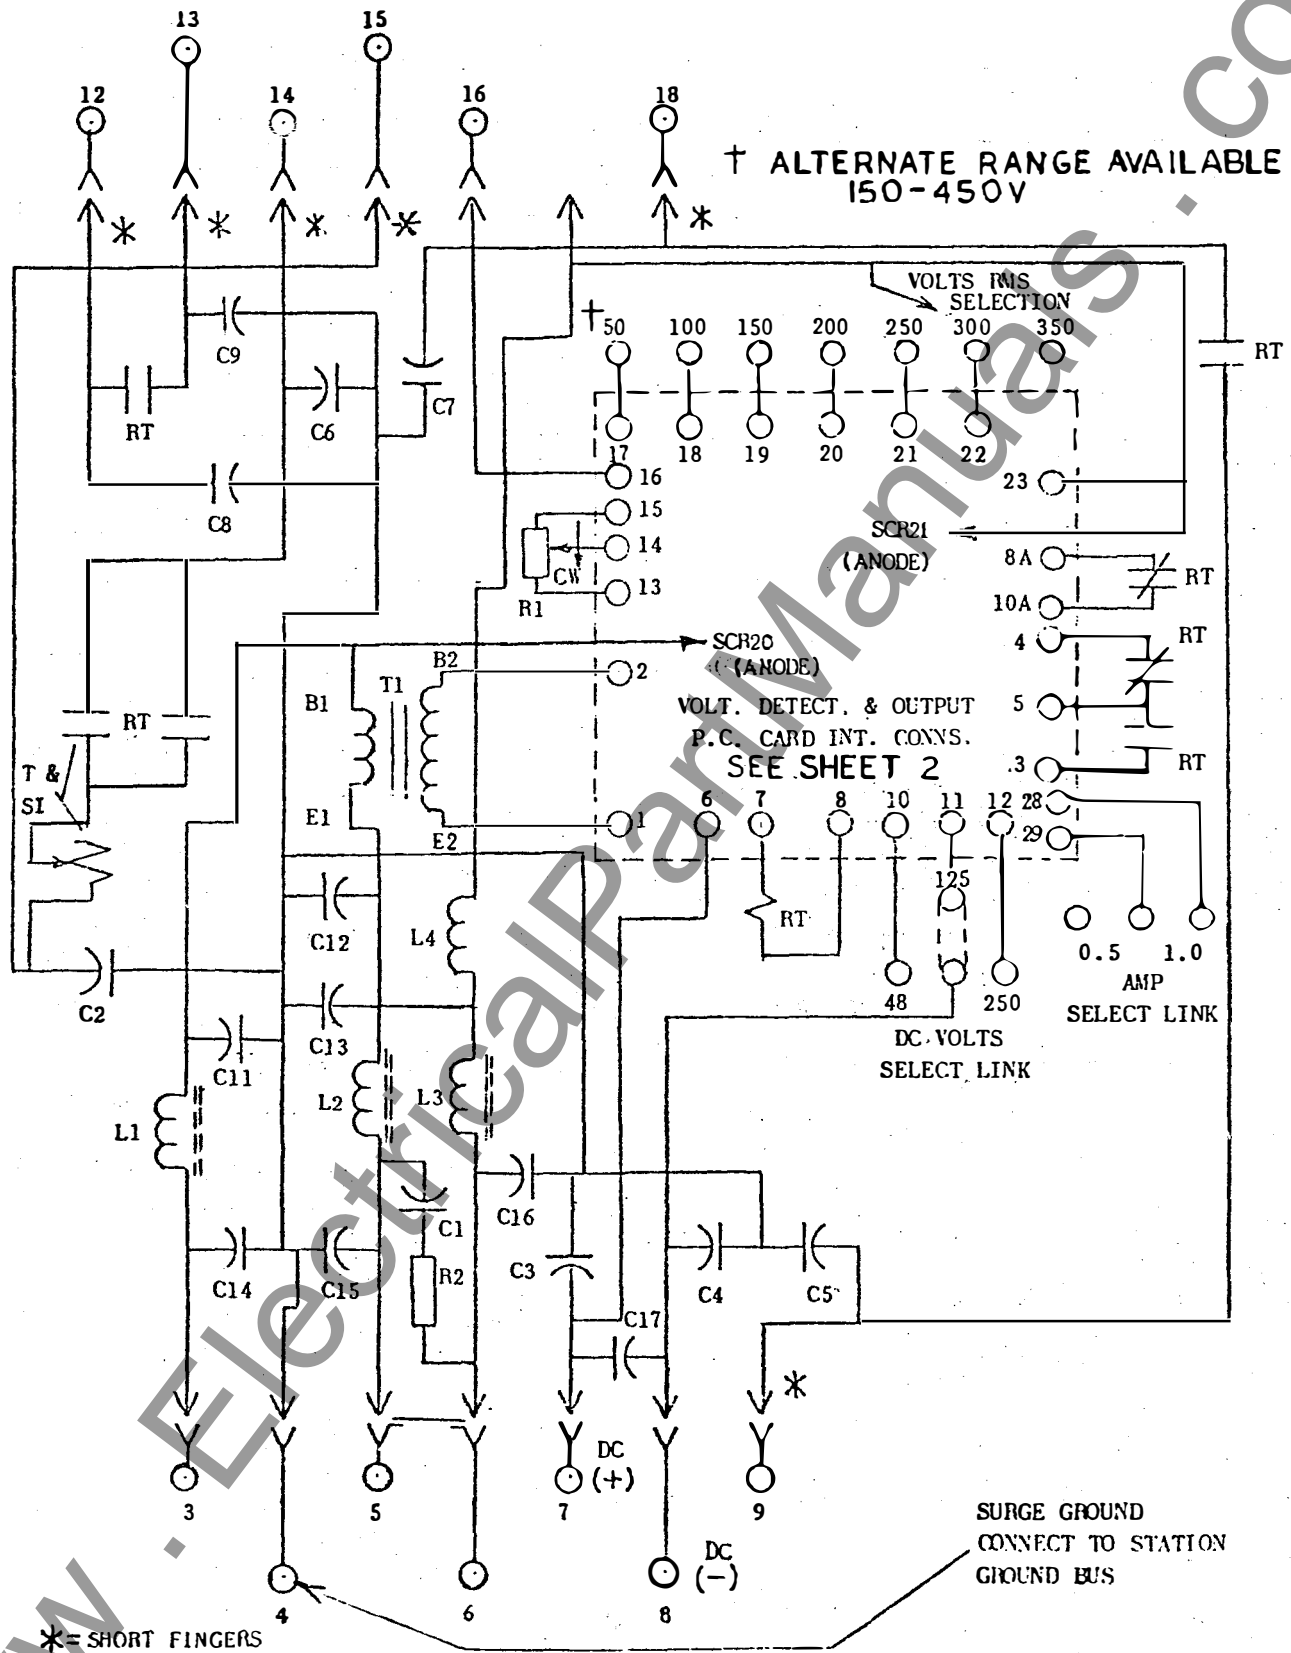 13
15
12
14
16
18
† ALTERNATE RANGE AVAILABLE
150-450V
* * * * *
VOLTS RMS
SELECTION
† 50 100 150 200 250 300 350
C9
RT
C7
RT
C6
17 18 19 20 21 22
16
23
C8
15
SCR21
14
(ANODE)
8A
RT
CW
R1
13
10A
4
RT
SCR20
(ANODE)
B2
2
T1
B1
VOLT. DETECT. & OUTPUT
5
RT
P.C. CARD INT. CONNS.
SEE SHEET 2
.3
RT
T &
SI
6 7 8 10 11 12 28
E1
1
29
E2
125
RT
C12
L4
0.5 1.0
AMP
SELECT LINK
48 250
C2
C13
DC VOLTS
SELECT LINK
C11
L2
L3
L1
C16
C1
R2
C14
C15
C3
C4
C5
C17
*
DC
(+)
3
5
7
9
SURGE GROUND
CONNECT TO STATION
GROUND BUS
DC
(-)
4
6
8
*= SHORT FINGERS
www.ElectricalPartManuals.co